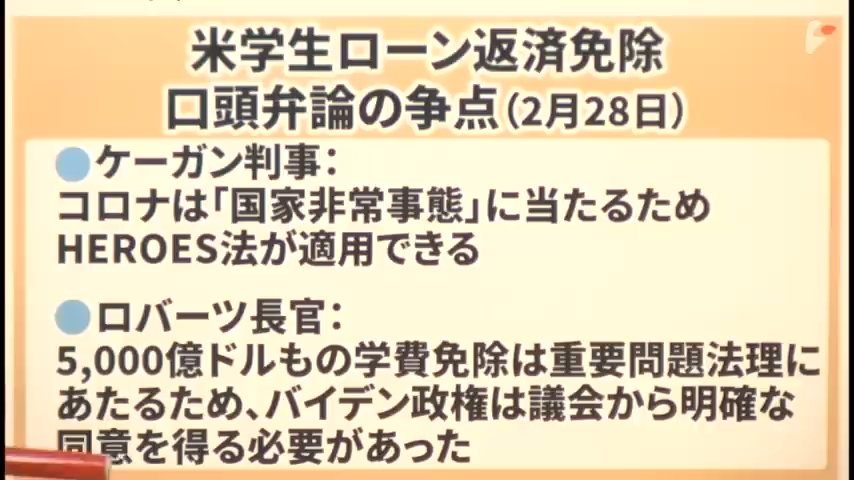 米学生ローン返済免除
口頭弁論の争点(2月28日)
●ケーガン判事:
コロナは「国家非常事態」に当たるため
HEROES法が適用できる
●ロバーツ長官:
5,000億ドルもの学費免除は重要問題法理に
あたるため、バイデン政権は議会から明確な
同意を得る必要があった